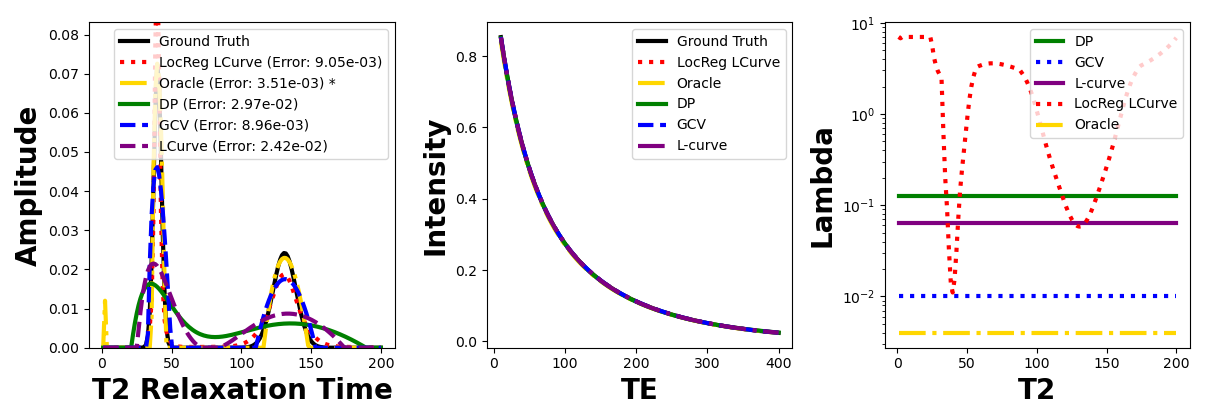 Amplitude
0.08
0.07
0.06
0.05
0.04
0.03
0.02
0.01
0.00
Ground Truth
LocReg LCurve (Error: 9.05e-03)
Oracle (Error: 3.51e-03) *
DP (Error: 2.97e-02)
GCV (Error: 8.96e-03)
LCurve (Error: 2.42e-02)
0 50 100 150 200
T2 Relaxation Time
Intensity
0.8
0.6
0.4
0.2
0.0
Ground Truth
LocReg LCurve
Oracle
DP
GCV
L-curve
0 100 200 300 400
TE
Lambda
10^1
10^0
10^-1
10^-2
DP
GCV
L-curve
LocReg LCurve
Oracle
0 50 100 150 200
T2